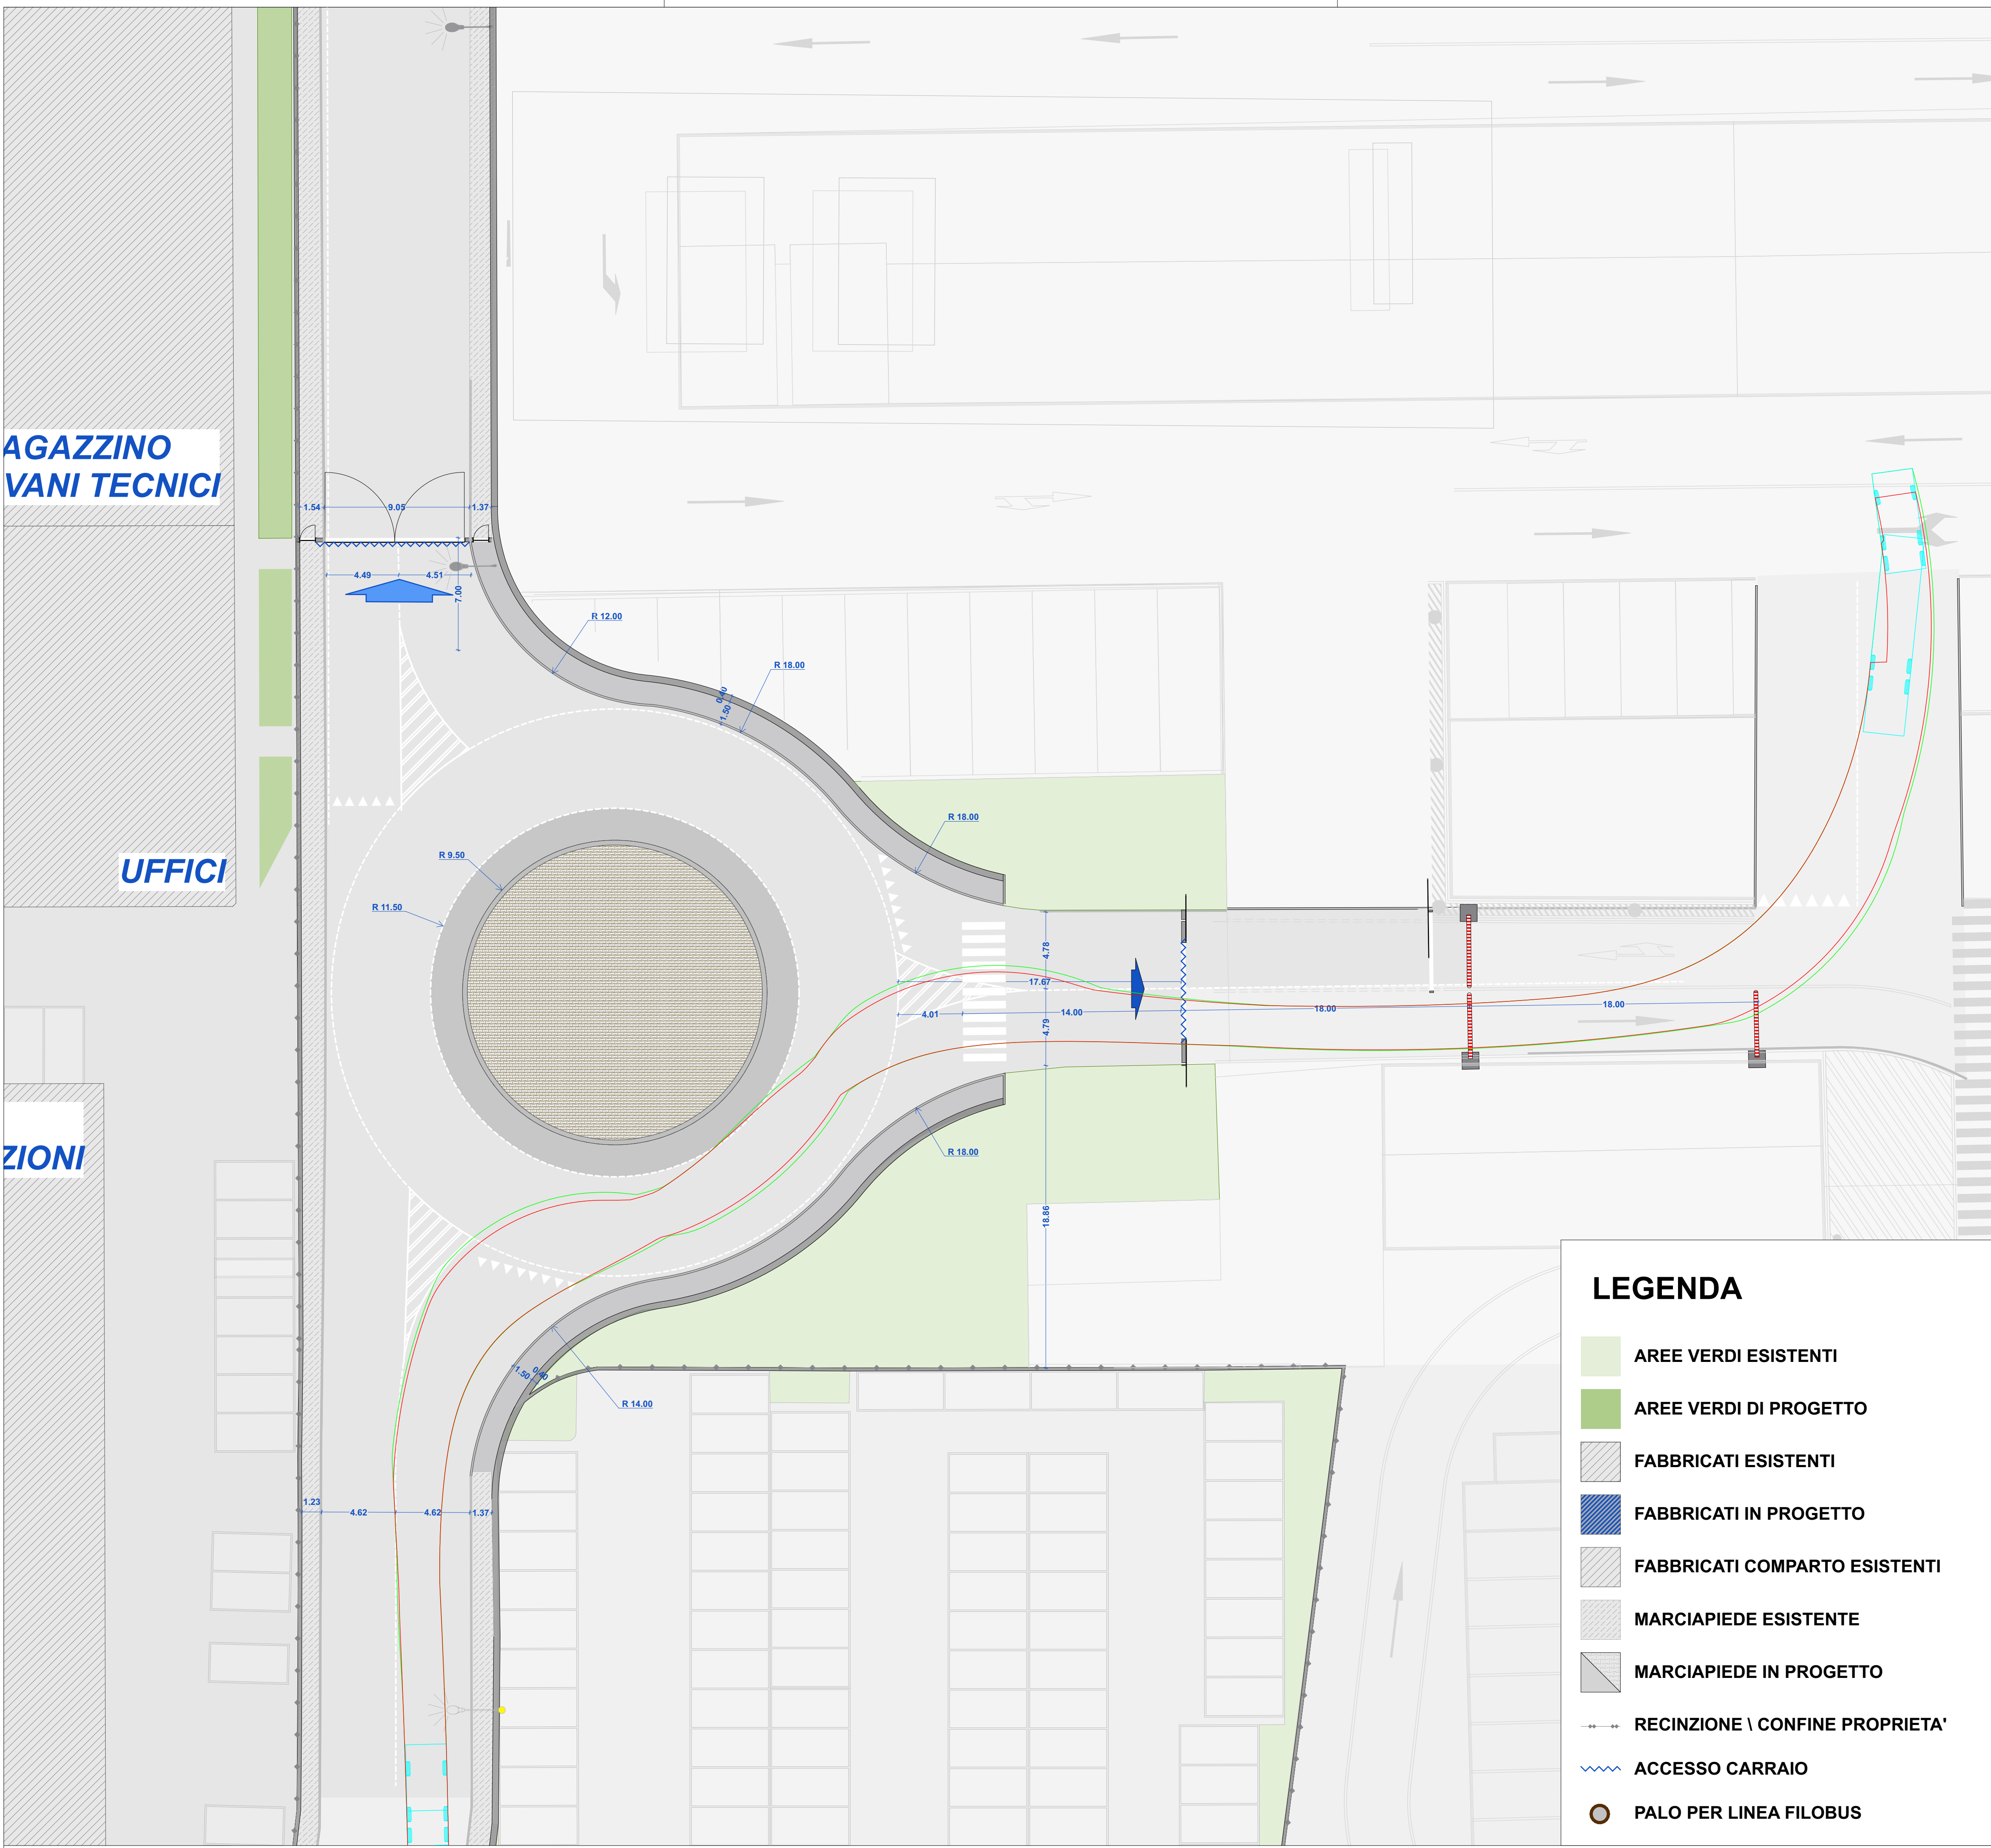 AGAZZINO
VANI TECNICI
1.54
9.05
1.37
4.49
4.51
7.00
R 12.00
R 18.00
0.40
1.50
R 18.00
UFFICI
R 9.50
R 11.50
4.78
17.67
4.01
14.00
18.00
18.00
4.79
ZIONI
R 18.00
18.86
1.50
0.40
R 14.00
1.23
4.62
4.62
1.37
LEGENDA
AREE VERDI ESISTENTI
AREE VERDI DI PROGETTO
FABBRICATI ESISTENTI
FABBRICATI IN PROGETTO
FABBRICATI COMPARTO ESISTENTI
MARCIAPIEDE ESISTENTE
MARCIAPIEDE IN PROGETTO
RECINZIONE \ CONFINE PROPRIETA'
ACCESSO CARRAIO
PALO PER LINEA FILOBUS